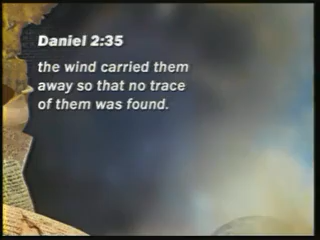 Daniel 2:35
the wind carried them
away so that no trace
of them was found.